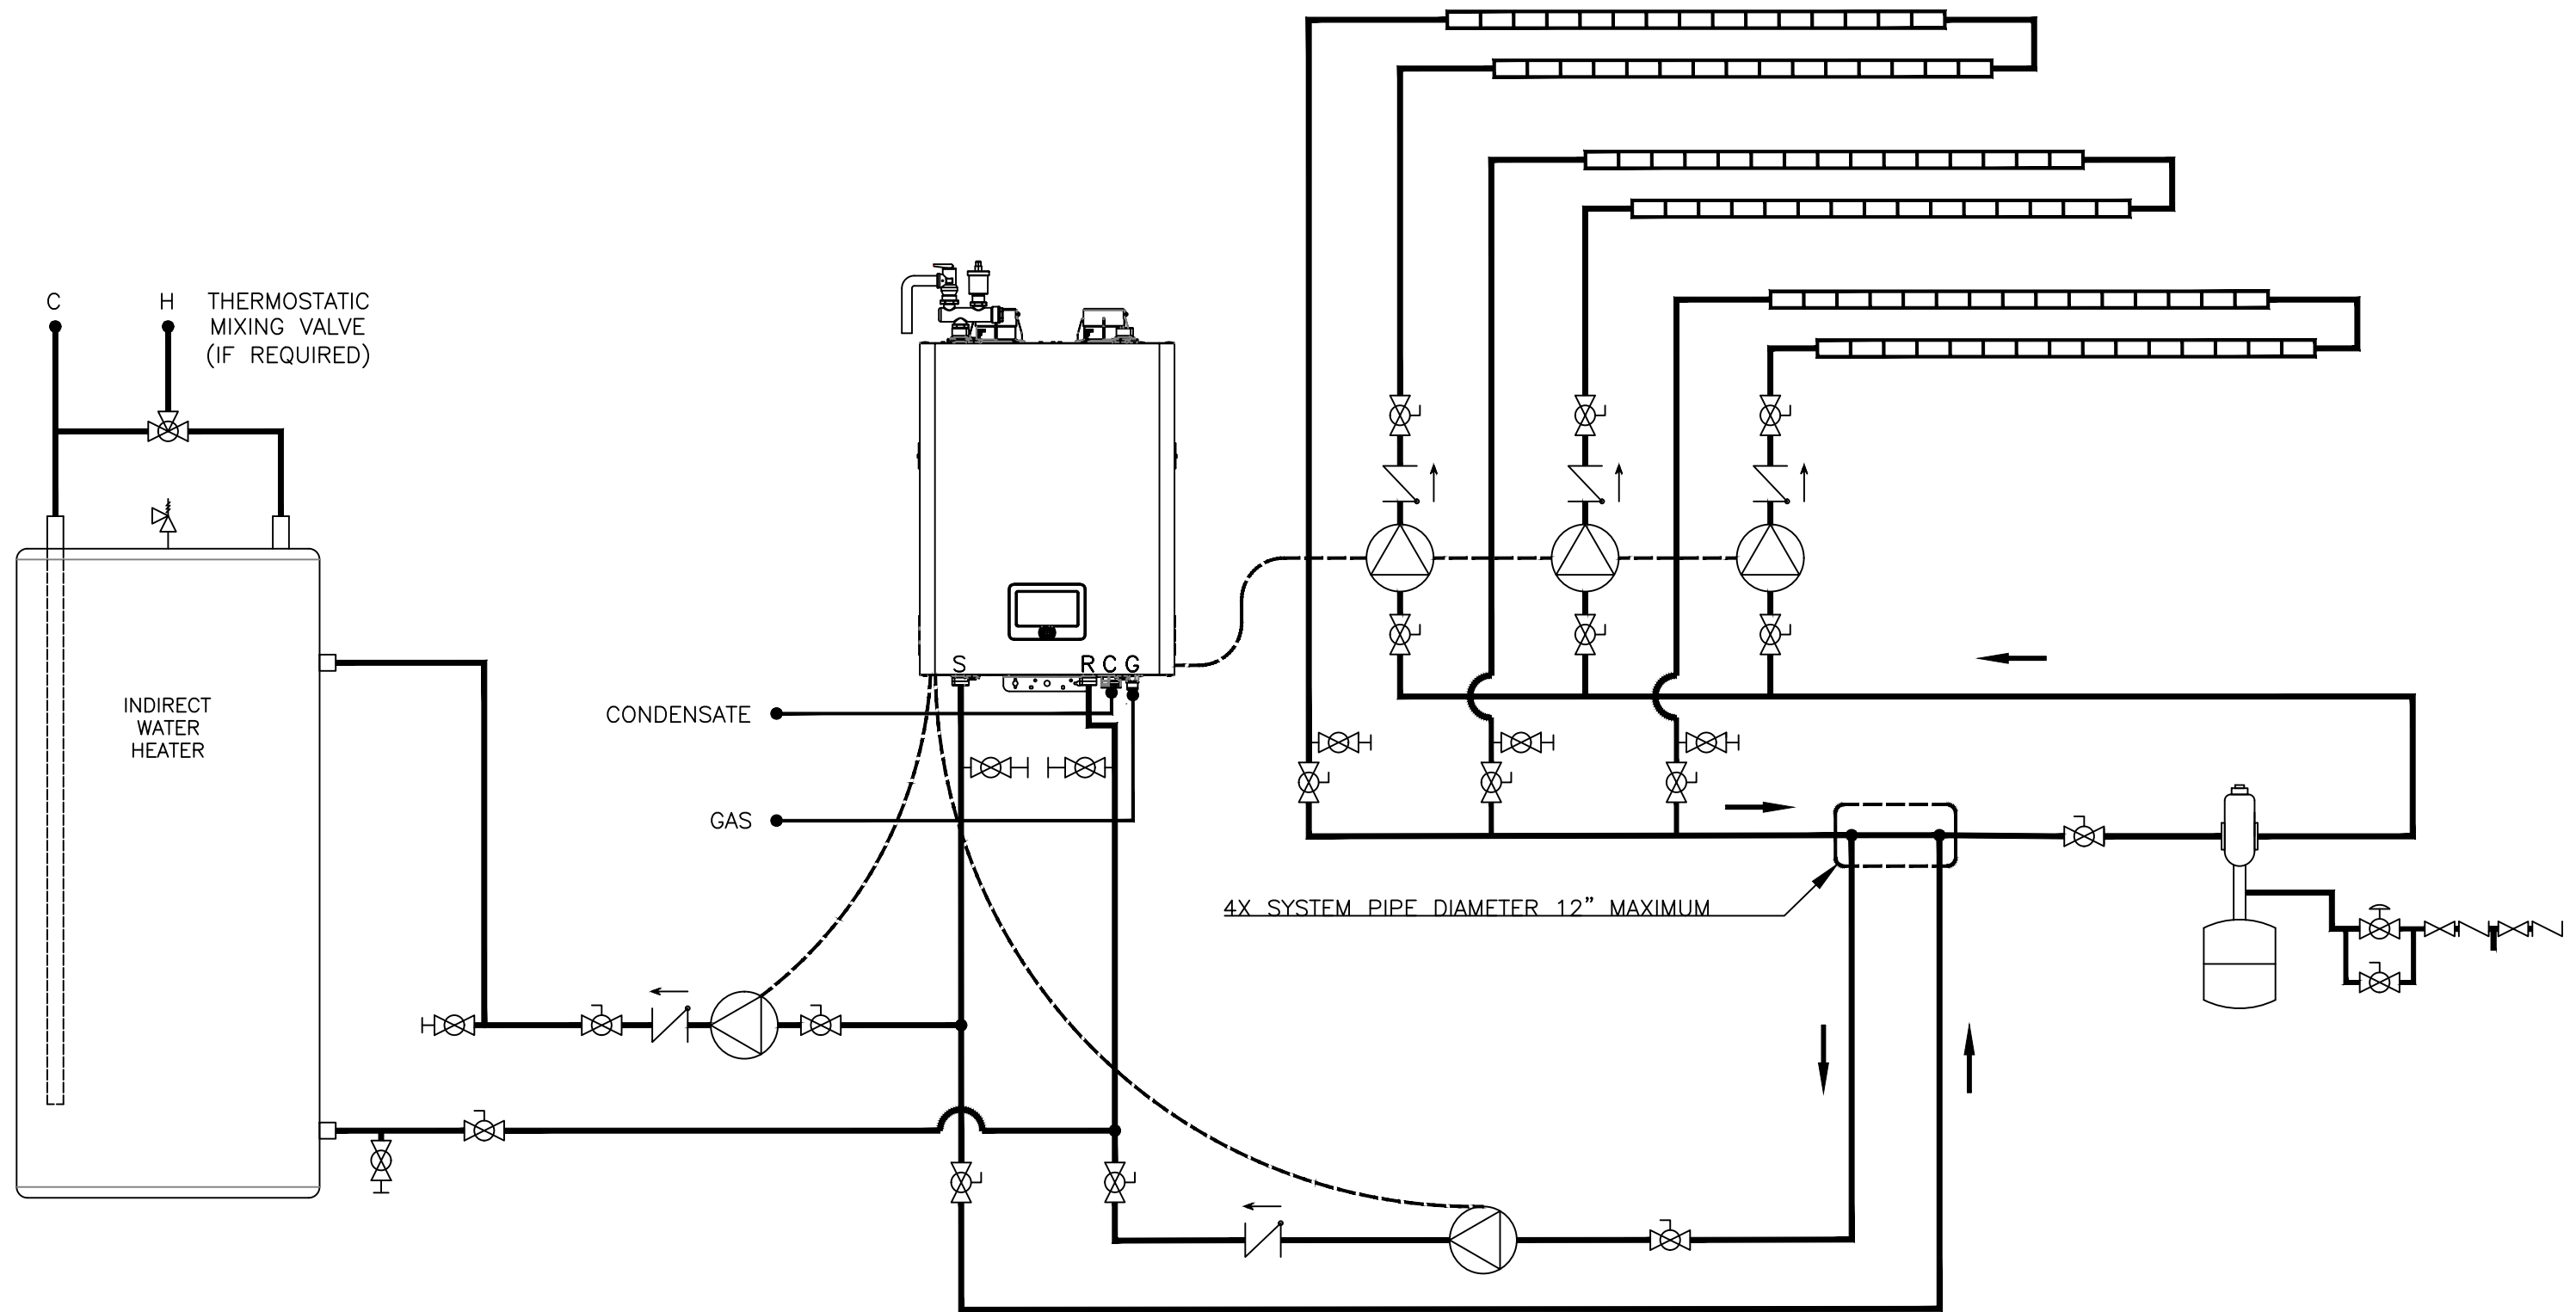 C
H
THERMOSTATIC
MIXING VALVE
(IF REQUIRED)
INDIRECT
WATER
HEATER
S
R
C
G
CONDENSATE
GAS
4X SYSTEM PIPE DIAMETER 12” MAXIMUM